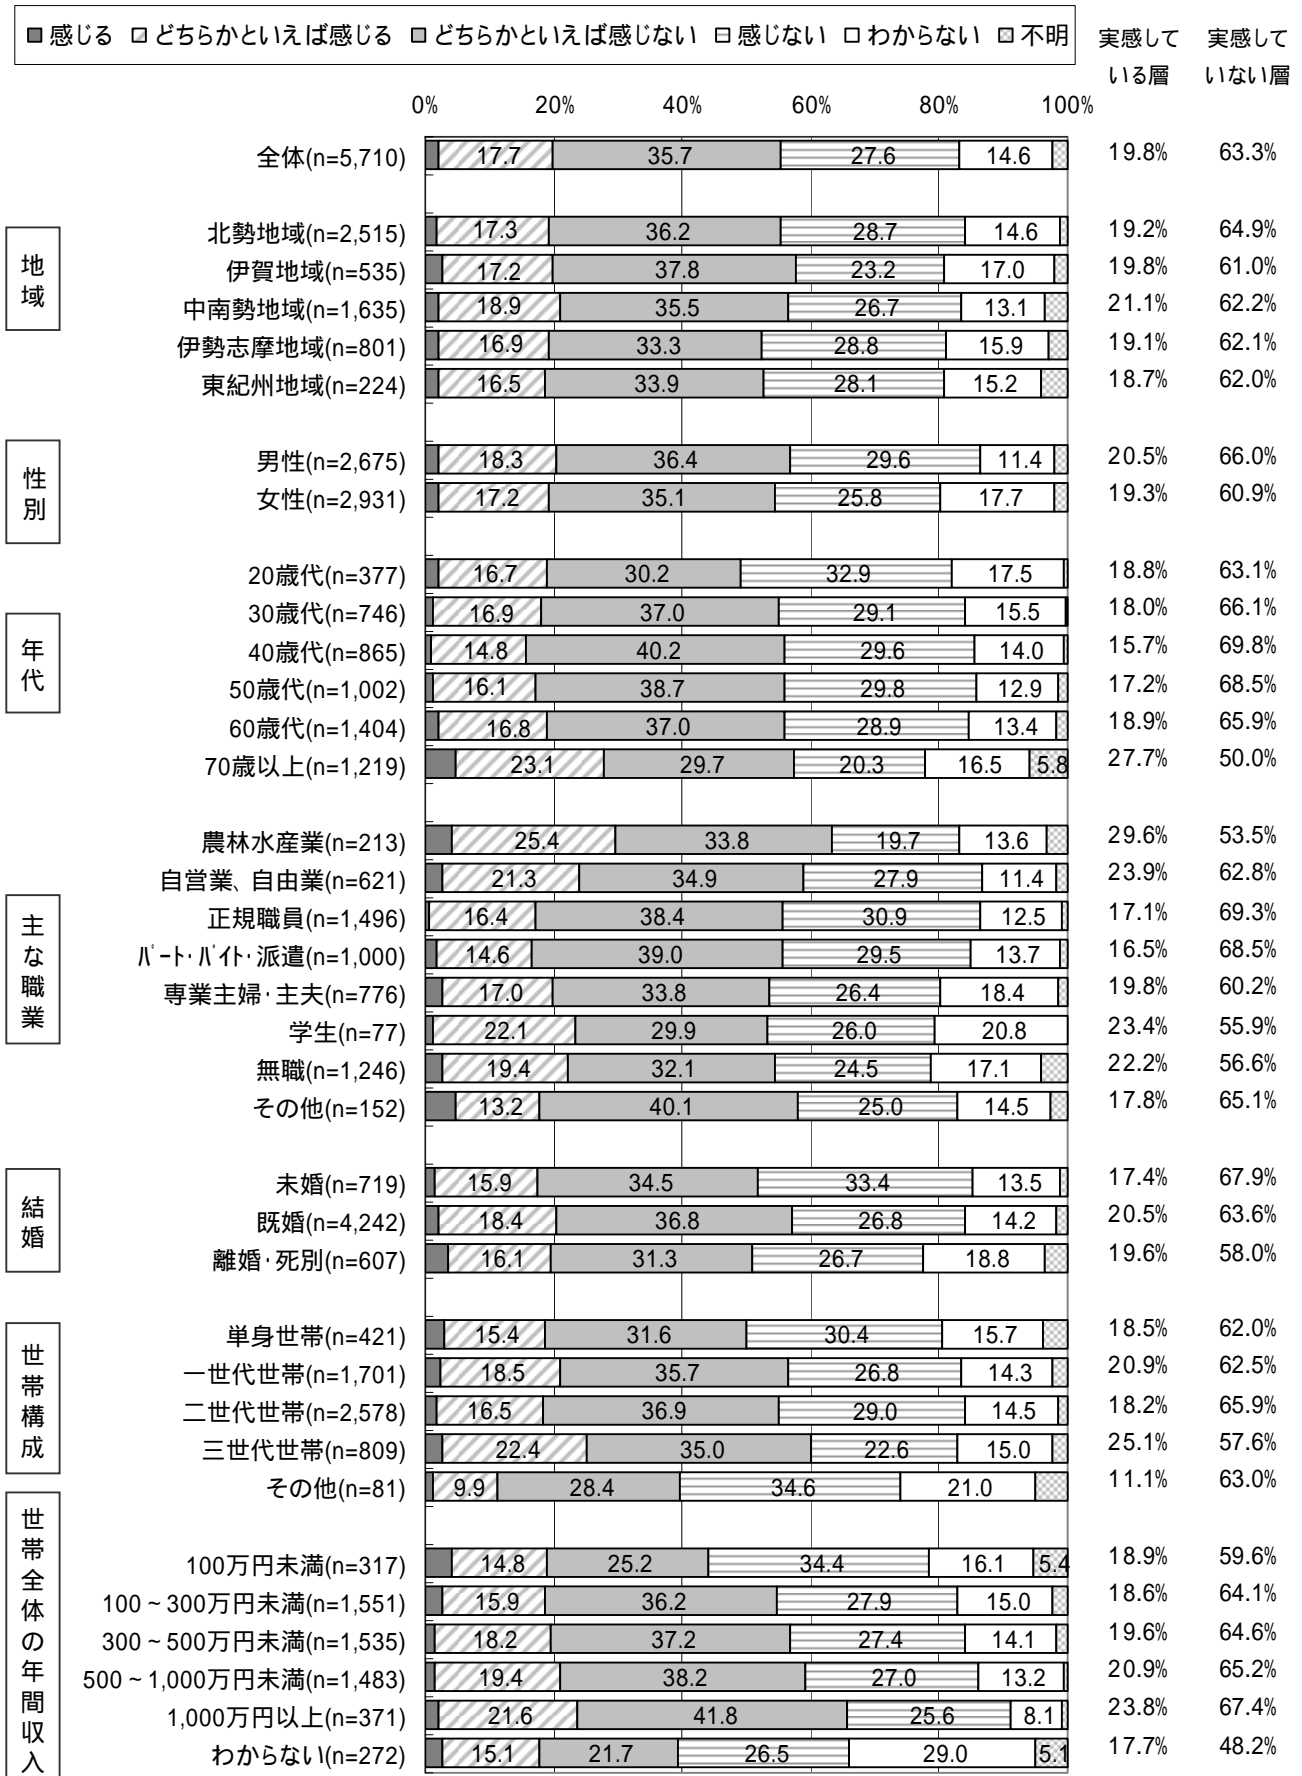 感じる どちらかといえば感じる どちらかといえば感じない 感じない わからない 不明
実感している層 実感していない層
0% 20% 40% 60% 80% 100%
全体(n=5,710) 17.7 35.7 27.6 14.6 19.8% 63.3%
地域
北勢地域(n=2,515) 17.3 36.2 28.7 14.6 19.2% 64.9%
伊賀地域(n=535) 17.2 37.8 23.2 17.0 19.8% 61.0%
中南勢地域(n=1,635) 18.9 35.5 26.7 13.1 21.1% 62.2%
伊勢志摩地域(n=801) 16.9 33.3 28.8 15.9 19.1% 62.1%
東紀州地域(n=224) 16.5 33.9 28.1 15.2 18.7% 62.0%
性別
男性(n=2,675) 18.3 36.4 29.6 11.4 20.5% 66.0%
女性(n=2,931) 17.2 35.1 25.8 17.7 19.3% 60.9%
年代
20歳代(n=377) 16.7 30.2 32.9 17.5 18.8% 63.1%
30歳代(n=746) 16.9 37.0 29.1 15.5 18.0% 66.1%
40歳代(n=865) 14.8 40.2 29.6 14.0 15.7% 69.8%
50歳代(n=1,002) 16.1 38.7 29.8 12.9 17.2% 68.5%
60歳代(n=1,404) 16.8 37.0 28.9 13.4 18.9% 65.9%
70歳以上(n=1,219) 23.1 29.7 20.3 16.5 5.8 27.7% 50.0%
主な職業
農林水産業(n=213) 25.4 33.8 19.7 13.6 29.6% 53.5%
自営業、自由業(n=621) 21.3 34.9 27.9 11.4 23.9% 62.8%
正規職員(n=1,496) 16.4 38.4 30.9 12.5 17.1% 69.3%
ﾊﾟｰﾄ･ﾊﾞｲﾄ･派遣(n=1,000) 14.6 39.0 29.5 13.7 16.5% 68.5%
専業主婦･主夫(n=776) 17.0 33.8 26.4 18.4 19.8% 60.2%
学生(n=77) 22.1 29.9 26.0 20.8 23.4% 55.9%
無職(n=1,246) 19.4 32.1 24.5 17.1 22.2% 56.6%
その他(n=152) 13.2 40.1 25.0 14.5 17.8% 65.1%
結婚
未婚(n=719) 15.9 34.5 33.4 13.5 17.4% 67.9%
既婚(n=4,242) 18.4 36.8 26.8 14.2 20.5% 63.6%
離婚･死別(n=607) 16.1 31.3 26.7 18.8 19.6% 58.0%
世帯構成
単身世帯(n=421) 15.4 31.6 30.4 15.7 18.5% 62.0%
一世代世帯(n=1,701) 18.5 35.7 26.8 14.3 20.9% 62.5%
二世代世帯(n=2,578) 16.5 36.9 29.0 14.5 18.2% 65.9%
三世代世帯(n=809) 22.4 35.0 22.6 15.0 25.1% 57.6%
その他(n=81) 9.9 28.4 34.6 21.0 11.1% 63.0%
世帯全体の年間収入
100万円未満(n=317) 14.8 25.2 34.4 16.1 5.4 18.9% 59.6%
100～300万円未満(n=1,551) 15.9 36.2 27.9 15.0 18.6% 64.1%
300～500万円未満(n=1,535) 18.2 37.2 27.4 14.1 19.6% 64.6%
500～1,000万円未満(n=1,483) 19.4 38.2 27.0 13.2 20.9% 65.2%
1,000万円以上(n=371) 21.6 41.8 25.6 8.1 23.8% 67.4%
わからない(n=272) 15.1 21.7 26.5 29.0 5.1 17.7% 48.2%